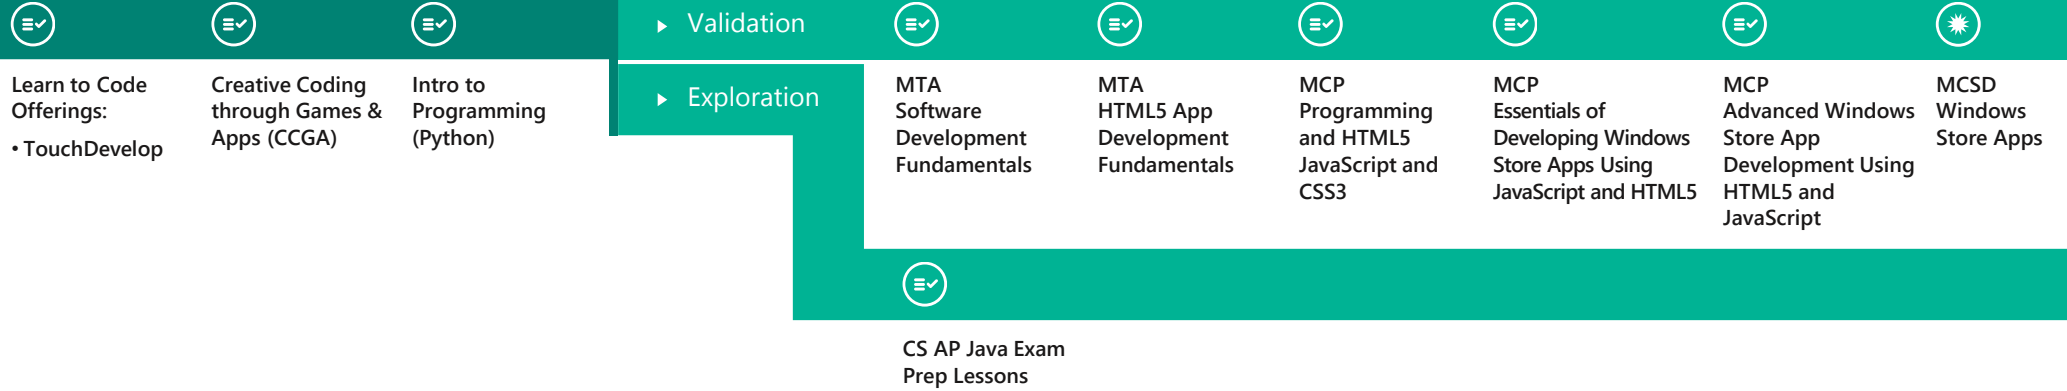 Validation
Exploration
Learn to Code
Offerings:
• TouchDevelop
Creative Coding
through Games &
Apps (CCGA)
Intro to
Programming
(Python)
MTA
Software
Development
Fundamentals
MTA
HTML5 App
Development
Fundamentals
MCP
Programming
and HTML5
JavaScript and
CSS3
MCP
Essentials of
Developing Windows
Store Apps Using
JavaScript and HTML5
MCP
Advanced Windows
Store App
Development Using
HTML5 and
JavaScript
MCSD
Windows
Store Apps
CS AP Java Exam
Prep Lessons